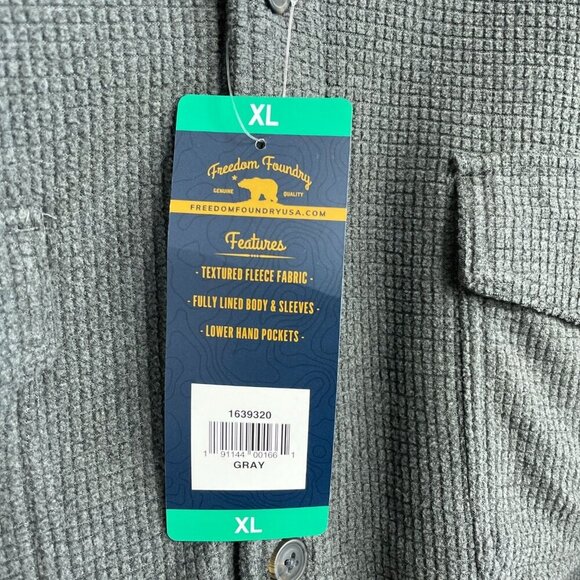 XL
Freedom Foundry
GENUINE QUALITY
FREEDOMFOUNDRYUSA.COM
Features
- TEXTURED FLEECE FABRIC -
- FULLY LINED BODY & SLEEVES -
- LOWER HAND POCKETS -
1639320
1 91144 00166 1
GRAY
XL